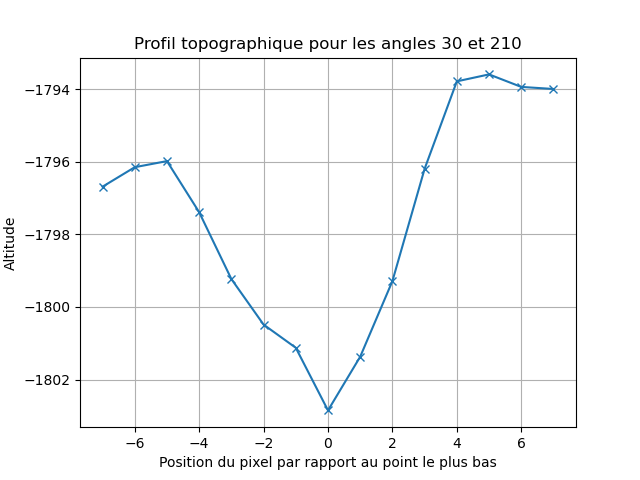 Profil topographique pour les angles 30 et 210
Altitude
−1794
−1796
−1798
−1800
−1802
−6 −4 −2 0 2 4 6
Position du pixel par rapport au point le plus bas